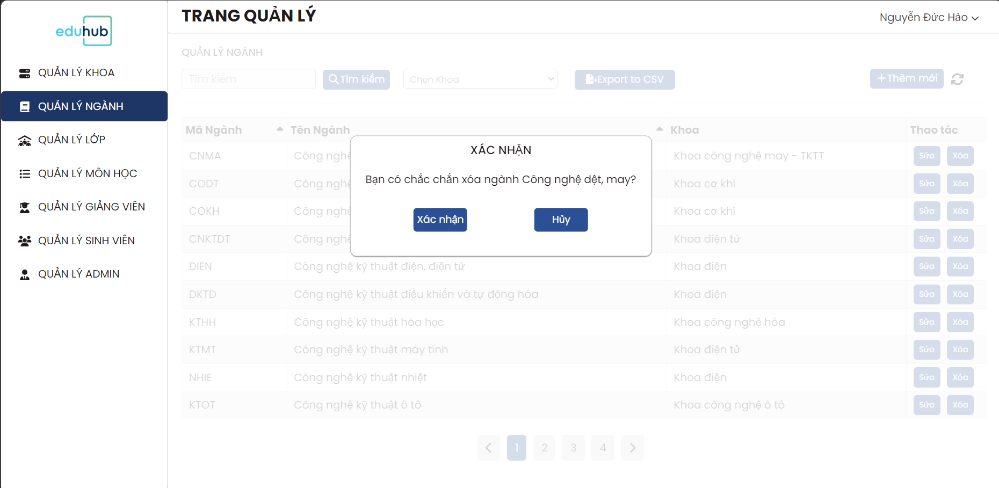 TRANG QUẢN LÝ
Nguyễn Đức Hảo
eduhub
QUẢN LÝ KHOA
QUẢN LÝ NGÀNH
QUẢN LÝ LỚP
QUẢN LÝ MÔN HỌC
QUẢN LÝ GIẢNG VIÊN
QUẢN LÝ SINH VIÊN
QUẢN LÝ ADMIN
QUẢN LÝ NGÀNH
Tìm kiếm Tìm kiếm Chọn Khoa Export to CSV Thêm mới
Mã Ngành Tên Ngành Khoa Thao tác
CNMA Công nghệ Khoa công nghệ may - TKTT Sửa Xóa
CODT Công nghệ Khoa cơ khí Sửa Xóa
COKH Công nghệ Khoa cơ khí Sửa Xóa
CNKTDT Công nghệ Khoa điện tử Sửa Xóa
DIEN Công nghệ kỹ thuật điện, điện tử Khoa điện Sửa Xóa
DKTD Công nghệ kỹ thuật điều khiển và tự động hóa Khoa điện Sửa Xóa
KTHH Công nghệ kỹ thuật hóa học Khoa công nghệ hóa Sửa Xóa
KTMT Công nghệ kỹ thuật máy tính Khoa điện tử Sửa Xóa
NHIE Công nghệ kỹ thuật nhiệt Khoa điện Sửa Xóa
KTOT Công nghệ kỹ thuật ô tô Khoa công nghệ ô tô Sửa Xóa
XÁC NHẬN
Bạn có chắc chắn xóa ngành Công nghệ dệt, may?
Xác nhận Hủy
1 2 3 4